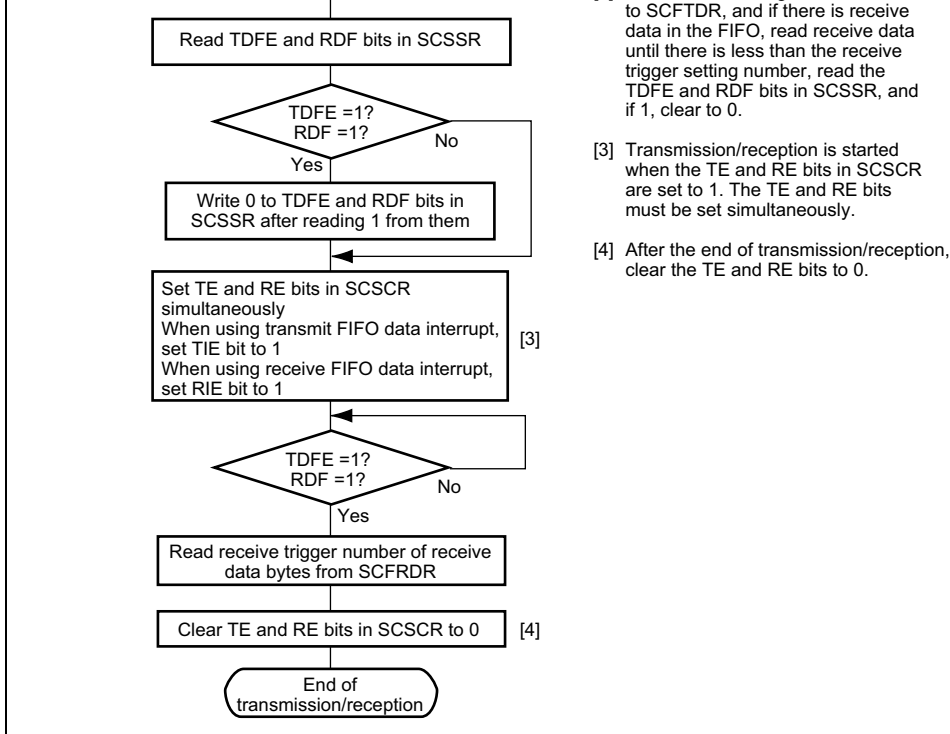 Read TDFE and RDF bits in SCSSR
TDFE =1?
RDF =1?
No
Yes
Write 0 to TDFE and RDF bits in
SCSSR after reading 1 from them
Set TE and RE bits in SCSCR
simultaneously
When using transmit FIFO data interrupt,
set TIE bit to 1
When using receive FIFO data interrupt,
set RIE bit to 1
[3]
TDFE =1?
RDF =1?
No
Yes
Read receive trigger number of receive
data bytes from SCFRDR
Clear TE and RE bits in SCSCR to 0
[4]
End of
transmission/reception
to SCFTDR, and if there is receive
data in the FIFO, read receive data
until there is less than the receive
trigger setting number, read the
TDFE and RDF bits in SCSSR, and
if 1, clear to 0.
[3] Transmission/reception is started
when the TE and RE bits in SCSCR
are set to 1. The TE and RE bits
must be set simultaneously.
[4] After the end of transmission/reception,
clear the TE and RE bits to 0.